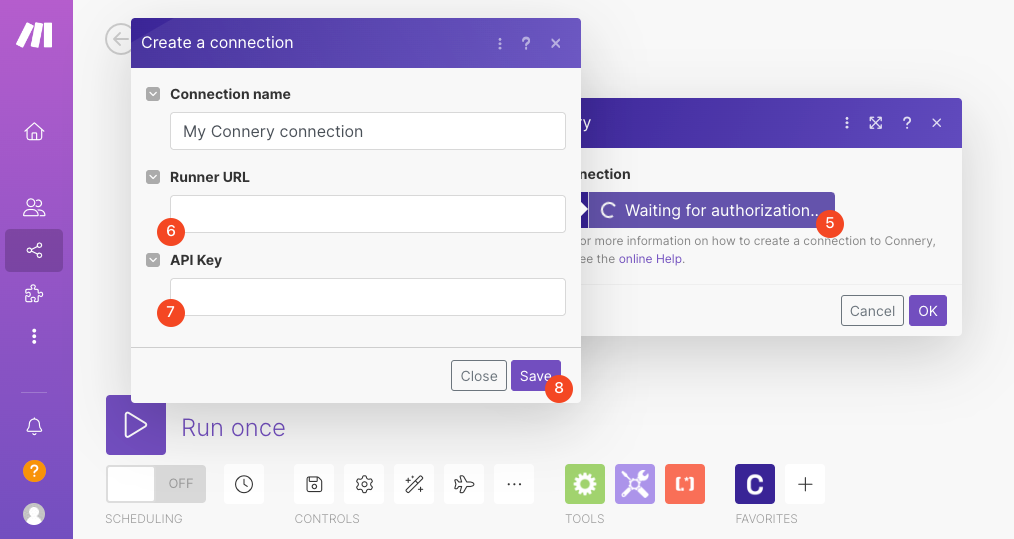 Create a connection
?
Connection name
My Connery connection
Runner URL
6
API Key
7
Close
Save
8
ry
?
nection
Waiting for authorization...
5
or more information on how to create a connection to Connery,
ee the online Help.
Cancel
OK
Run once
OFF
SCHEDULING
CONTROLS
TOOLS
C
FAVORITES
?